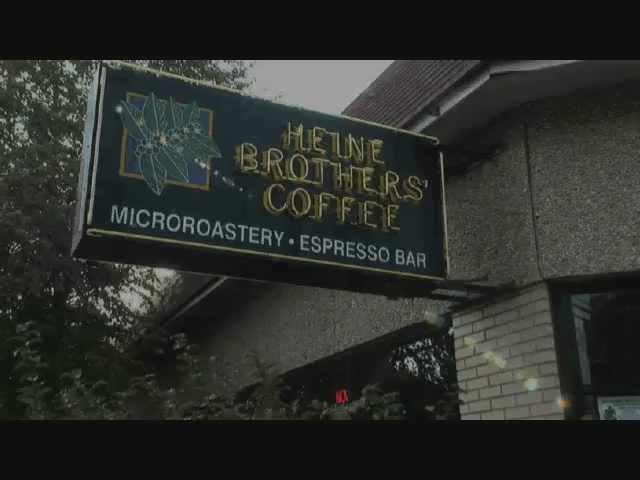 HEINE
BROTHERS'
COFFEE
MICROROASTERY • ESPRESSO BAR